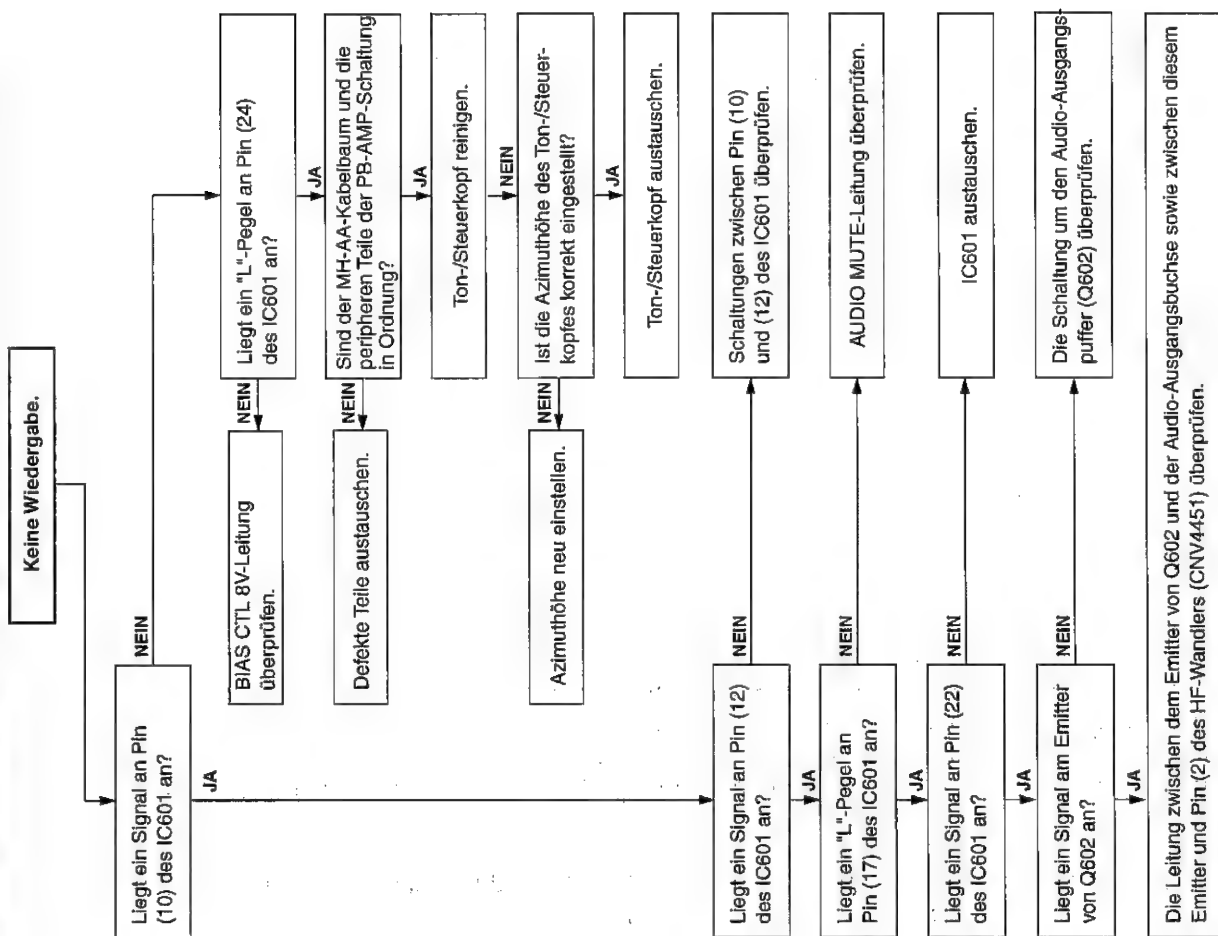 Keine Wiedergabe.
Liegt ein Signal an Pin
(10) des IC601 an?
NEIN
JA
Liegt ein "L"-Pegel an Pin (24)
des IC601 an?
NEIN
BIAS CTL 8V-Leitung
überprüfen.
JA
Sind der MH-AA-Kabelbaum und die
peripheren Teile der PB-AMP-Schaltung
in Ordnung?
NEIN
Defekte Teile austauschen.
JA
Ton-/Steuerkopf reinigen.
NEIN
Ist die Azimuthöhe des Ton-/Steuer-
kopfes korrekt eingestellt?
NEIN
Azimuthöhe neu einstellen.
JA
Ton-/Steuerkopf austauschen.
Liegt ein Signal an Pin (12)
des IC601 an?
NEIN
Schaltungen zwischen Pin (10)
und (12) des IC601 überprüfen.
JA
Liegt ein "L"-Pegel an
Pin (17) des IC601 an?
NEIN
AUDIO MUTE-Leitung überprüfen.
JA
Liegt ein Signal an Pin (22)
des IC601 an?
NEIN
IC601 austauschen.
JA
Liegt ein Signal am Emitter
von Q602 an?
NEIN
Die Schaltung um den Audio-Ausgangs-
puffer (Q602) überprüfen.
JA
Die Leitung zwischen dem Emitter von Q602 und der Audio-Ausgangsbuchse sowie zwischen diesem
Emitter und Pin (2) des HF-Wandlers (CNV4451) überprüfen.